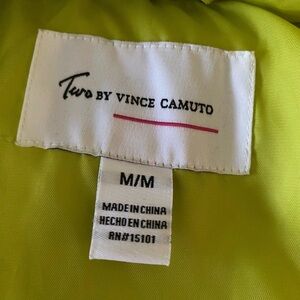 Two BY VINCE CAMUTO
M/M
MADE IN CHINA
HECHO EN CHINA
RN#15101